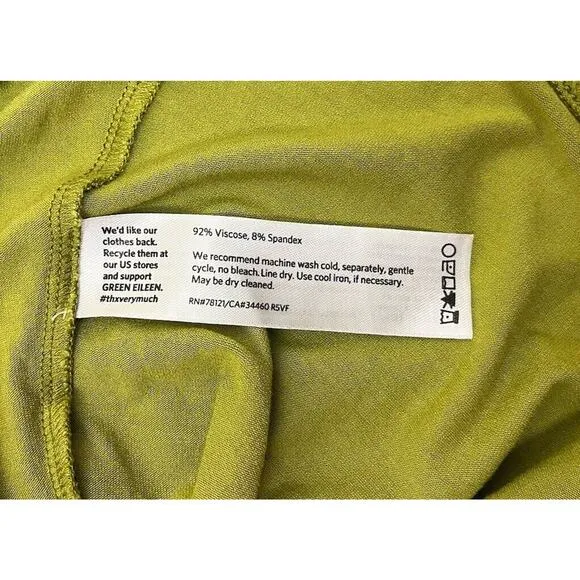 We'd like our
clothes back.
Recycle them at
our US stores
and support
GREEN EILEEN.
#thxverymuch
92% Viscose, 8% Spandex
We recommend machine wash cold, separately, gentle
cycle, no bleach. Line dry. Use cool iron, if necessary.
May be dry cleaned.
RN#78121/CA#34460 R5VF